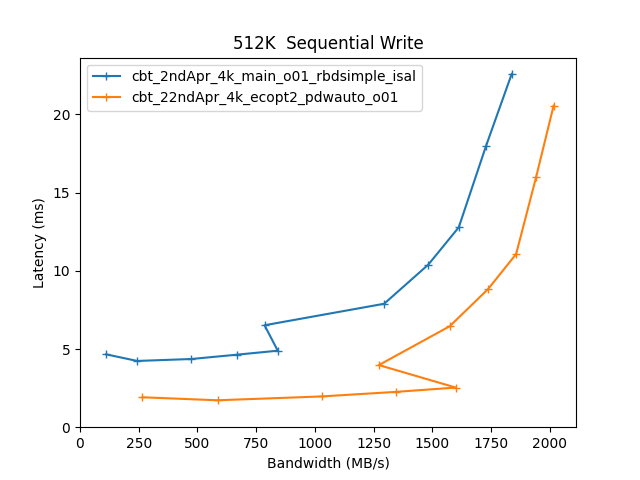 512K  Sequential Write
cbt_2ndApr_4k_main_o01_rbdsimple_isal
cbt_22ndApr_4k_ecopt2_pdwauto_o01
20
15
10
5
0
Latency (ms)
0 250 500 750 1000 1250 1500 1750 2000
Bandwidth (MB/s)